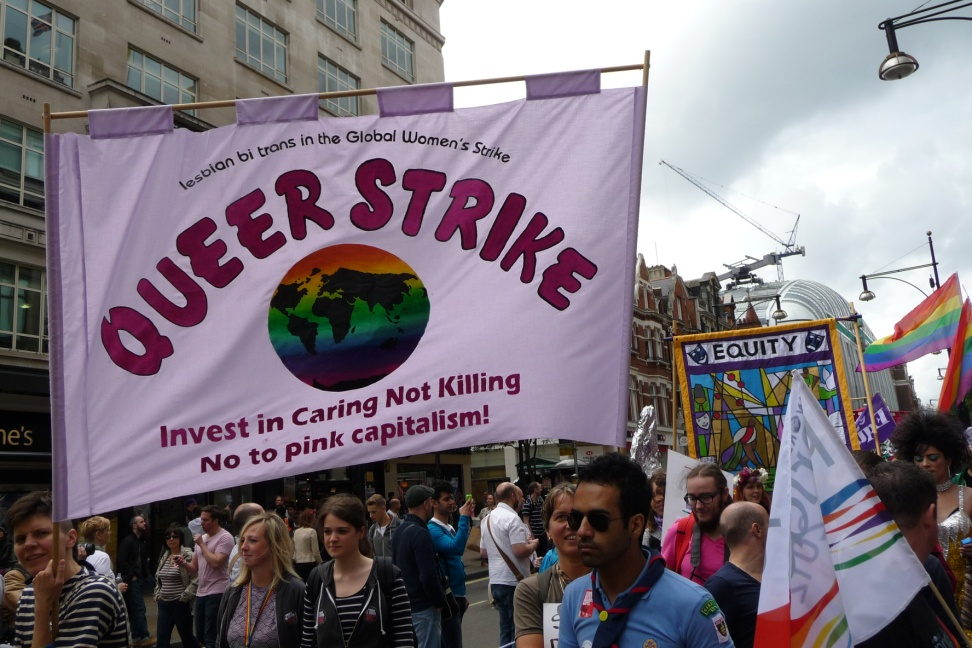 lesbian bi trans in the Global Women's Strike
QUEER STRIKE
Invest in Caring Not Killing
No to pink capitalism!
EQUITY
ne's